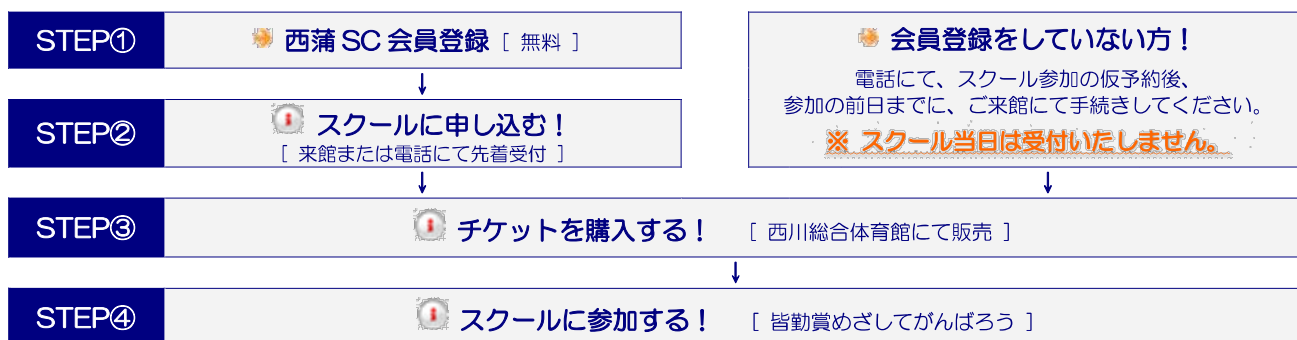 STEP① 西蒲SC会員登録 [ 無料 ]
STEP② スクールに申し込む！
[ 来館または電話にて先着受付 ]
会員登録をしていない方！
電話にて、スクール参加の仮予約後、
参加の前日までに、ご来館にて手続きしてください。
※ スクール当日は受付いたしません。
STEP③ チケットを購入する！ [ 西川総合体育館にて販売 ]
STEP④ スクールに参加する！ [ 皆勤賞めざしてがんばろう ]